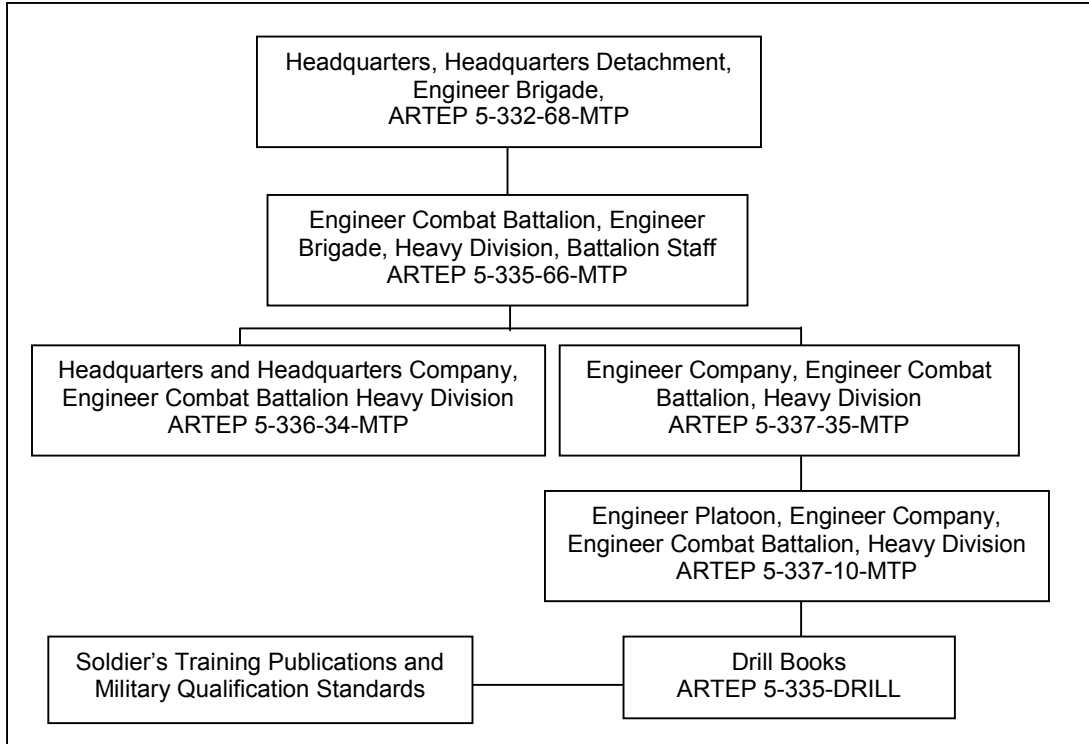 Headquarters, Headquarters Detachment,
Engineer Brigade,
ARTEP 5-332-68-MTP
Engineer Combat Battalion, Engineer
Brigade, Heavy Division, Battalion Staff
ARTEP 5-335-66-MTP
Headquarters and Headquarters Company,
Engineer Combat Battalion Heavy Division
ARTEP 5-336-34-MTP
Engineer Company, Engineer Combat
Battalion, Heavy Division
ARTEP 5-337-35-MTP
Engineer Platoon, Engineer Company,
Engineer Combat Battalion, Heavy Division
ARTEP 5-337-10-MTP
Soldier’s Training Publications and
Military Qualification Standards
Drill Books
ARTEP 5-335-DRILL